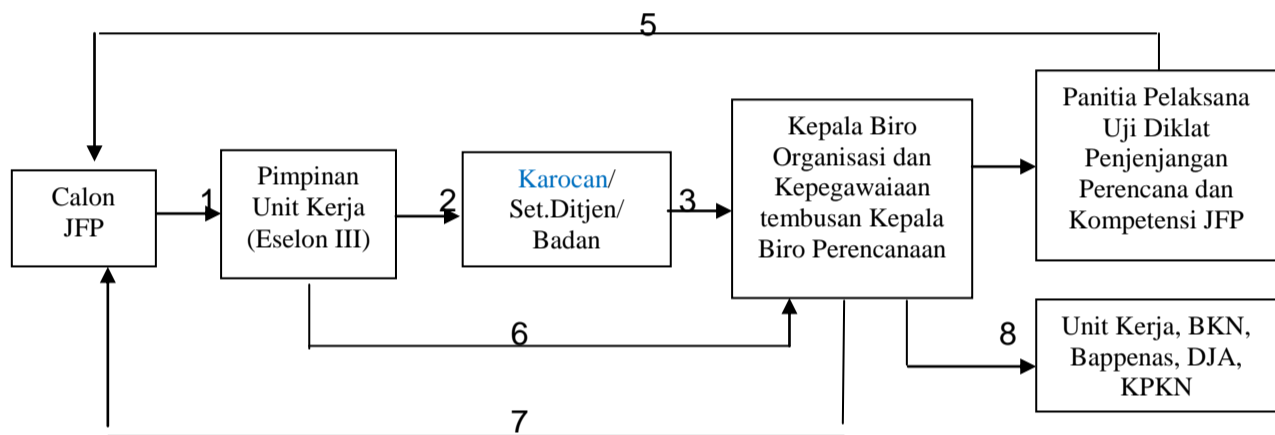 5
Calon
JFP
1
Pimpinan
Unit Kerja
(Eselon III)
2
Karocan/
Set.Ditjen/
Badan
3
Kepala Biro
Organisasi dan
Kepegawaiaan
tembusan Kepala
Biro Perencanaan
Panitia Pelaksana
Uji Diklat
Penjenjangan
Perencana dan
Kompetensi JFP
6
8
Unit Kerja, BKN,
Bappenas, DJA,
KPKN
7